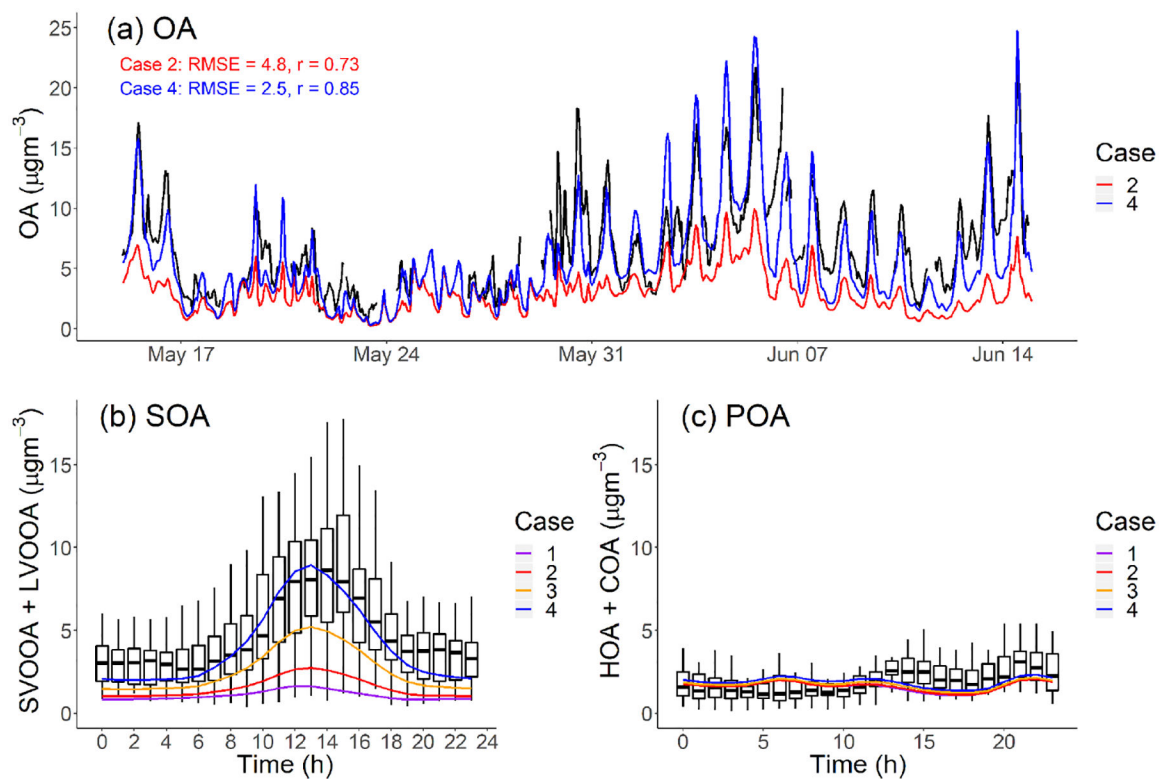 (a) OA
Case 2: RMSE = 4.8, r = 0.73
Case 4: RMSE = 2.5, r = 0.85
OA (μgm⁻³)
25
20
15
10
5
0
May 17 May 24 May 31 Jun 07 Jun 14
Case
2
4
(b) SOA
SVOOA + LVOOA (μgm⁻³)
15
10
5
0
0 2 4 6 8 10 12 14 16 18 20 22 24
Time (h)
Case
1
2
3
4
(c) POA
HOA + COA (μgm⁻³)
15
10
5
0
0 5 10 15 20
Time (h)
Case
1
2
3
4